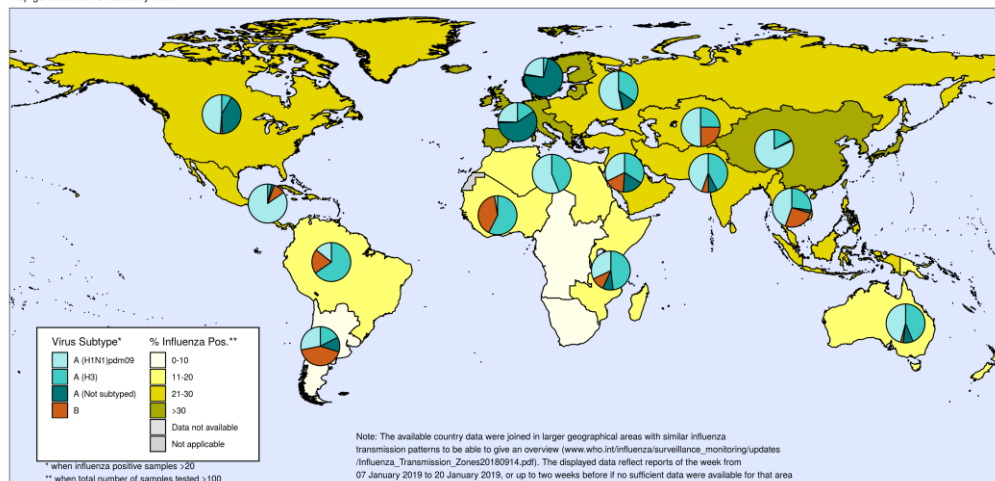 Virus Subtype*
A (H1N1)pdm09
A (H3)
A (Not subtyped)
B
% Influenza Pos.**
0-10
11-20
21-30
>30
Data not available
Not applicable
* when influenza positive samples >20
** when total number of samples tested >100
Note: The available country data were joined in larger geographical areas with similar influenza
transmission patterns to be able to give an overview (www.who.int/influenza/surveillance_monitoring/updates
/Influenza_Transmission_Zones20180914.pdf). The displayed data reflect reports of the week from
07 January 2019 to 20 January 2019, or up to two weeks before if no sufficient data were available for that area